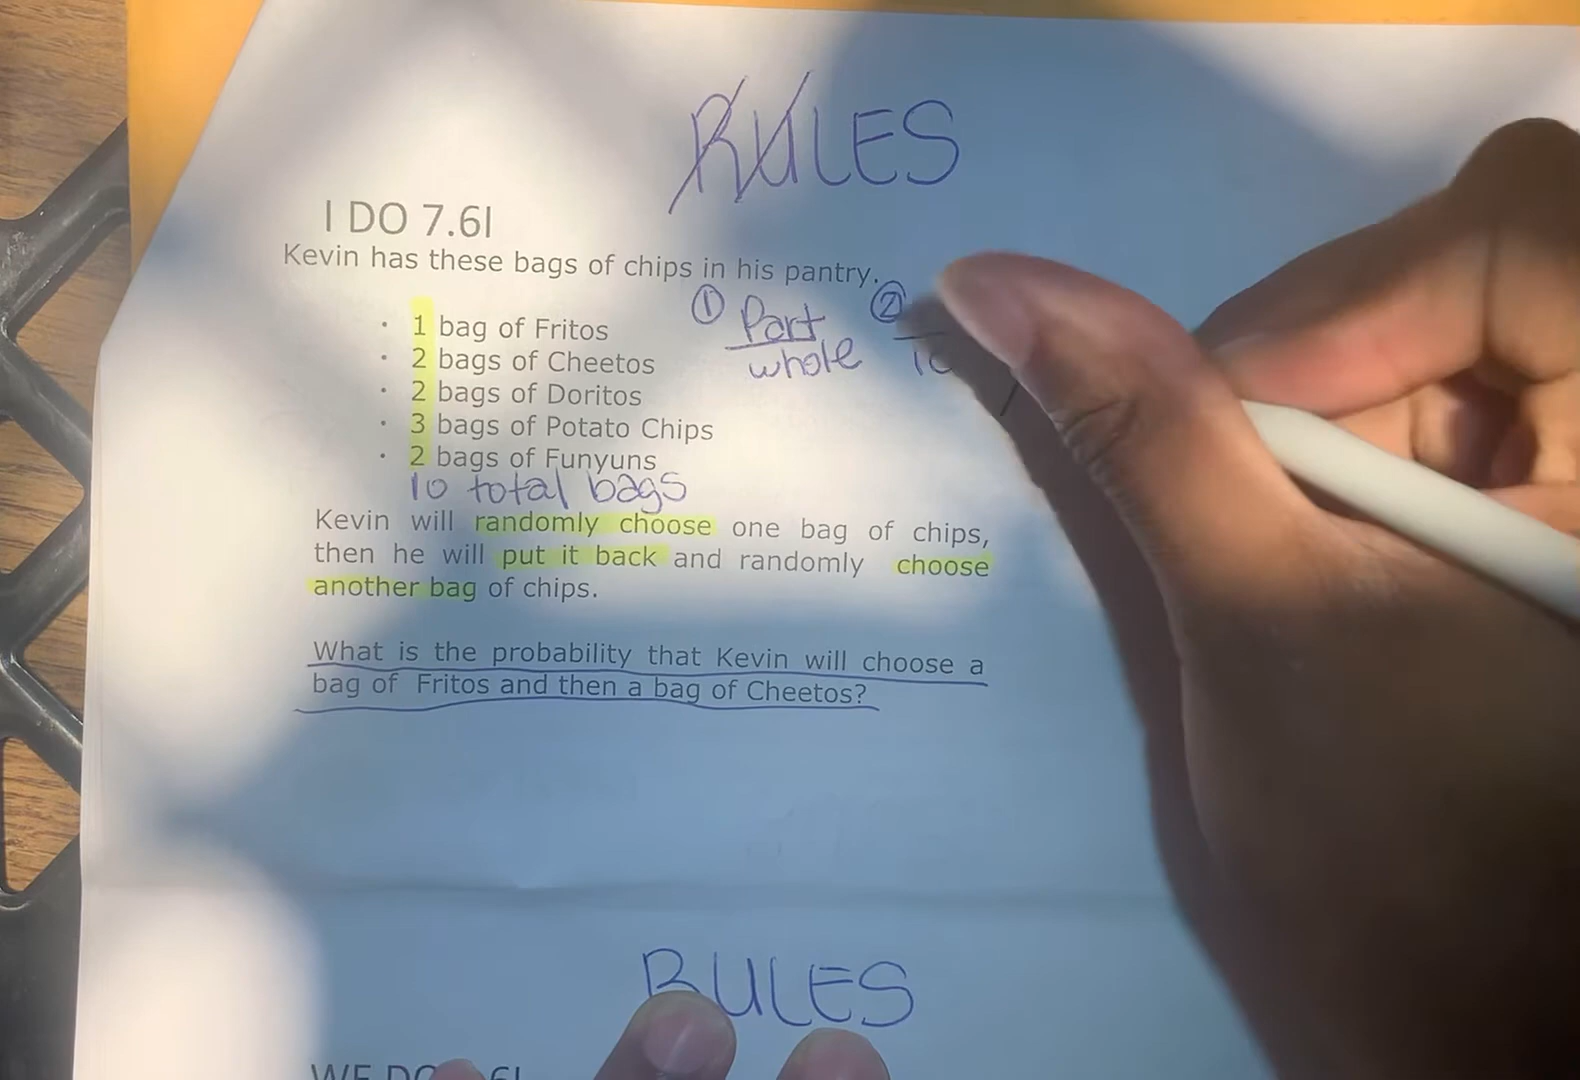 RULES
I DO 7.6I
Kevin has these bags of chips in his pantry.
① Part ②
whole
· 1 bag of Fritos
· 2 bags of Cheetos
· 2 bags of Doritos
· 3 bags of Potato Chips
· 2 bags of Funyuns
10 total bags
Kevin will randomly choose one bag of chips,
then he will put it back and randomly choose
another bag of chips.
What is the probability that Kevin will choose a
bag of Fritos and then a bag of Cheetos?
RULES